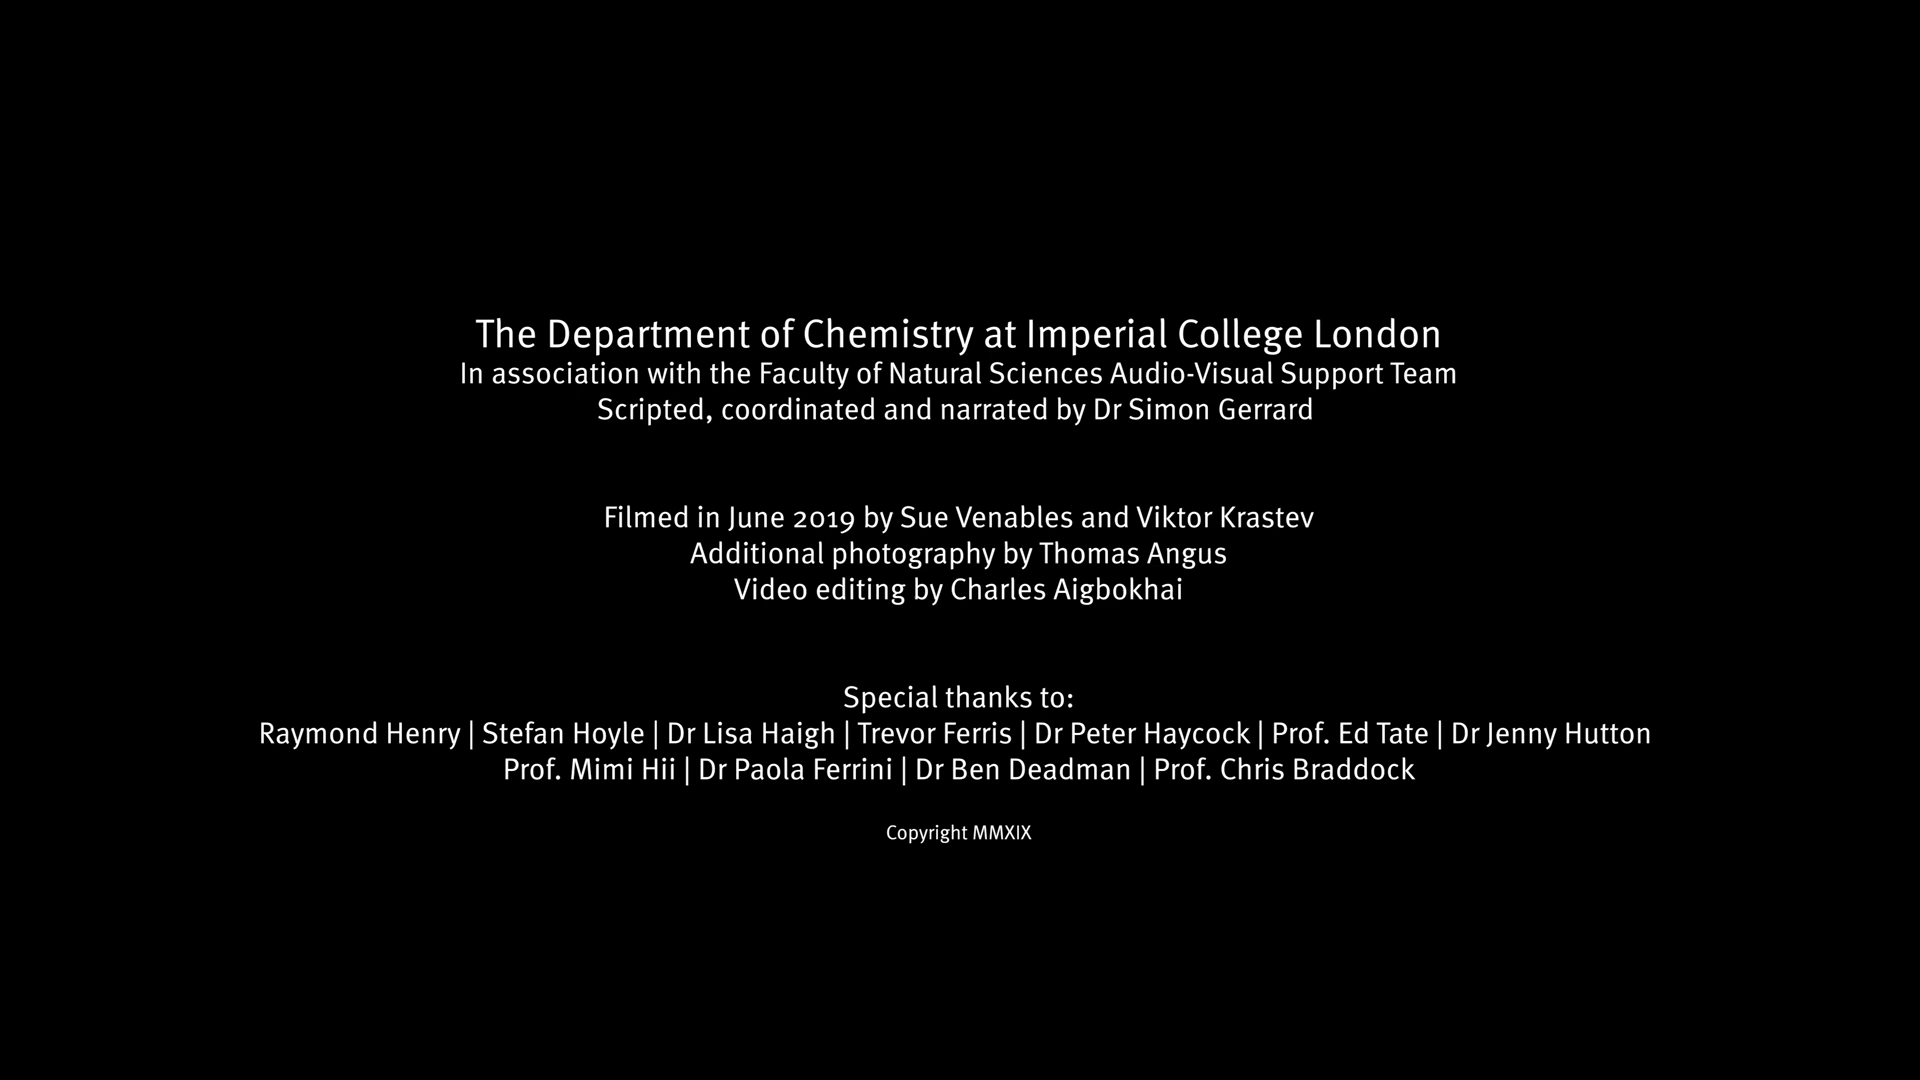 The Department of Chemistry at Imperial College London
In association with the Faculty of Natural Sciences Audio-Visual Support Team
Scripted, coordinated and narrated by Dr Simon Gerrard
Filmed in June 2019 by Sue Venables and Viktor Krastev
Additional photography by Thomas Angus
Video editing by Charles Aigbokhai
Special thanks to:
Raymond Henry | Stefan Hoyle | Dr Lisa Haigh | Trevor Ferris | Dr Peter Haycock | Prof. Ed Tate | Dr Jenny Hutton
Prof. Mimi Hii | Dr Paola Ferrini | Dr Ben Deadman | Prof. Chris Braddock
Copyright MMXIX